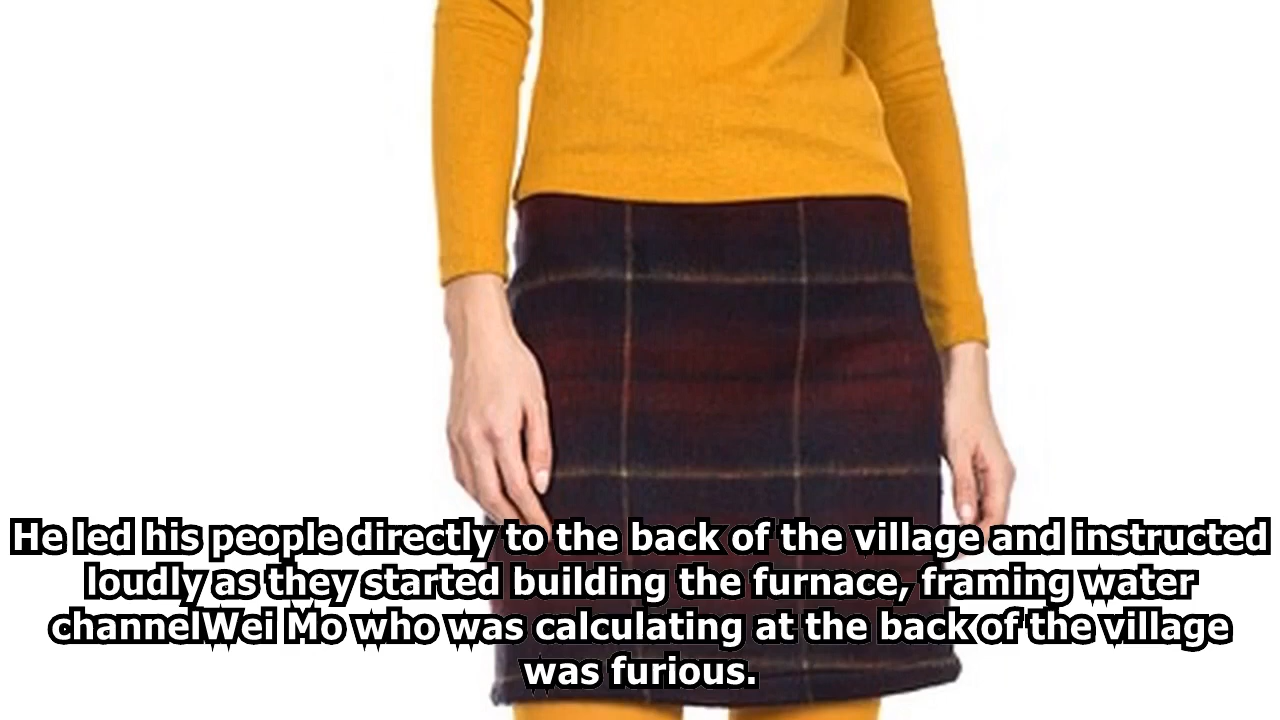 He led his people directly to the back of the village and instructed
loudly as they started building the furnace, framing water
channelWei Mo who was calculating at the back of the village
was furious.